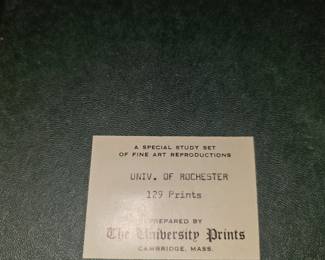 A SPECIAL STUDY SET
OF FINE ART REPRODUCTIONS
UNIV. OF ROCHESTER
129 Prints
PREPARED BY
The University Prints
CAMBRIDGE, MASS.